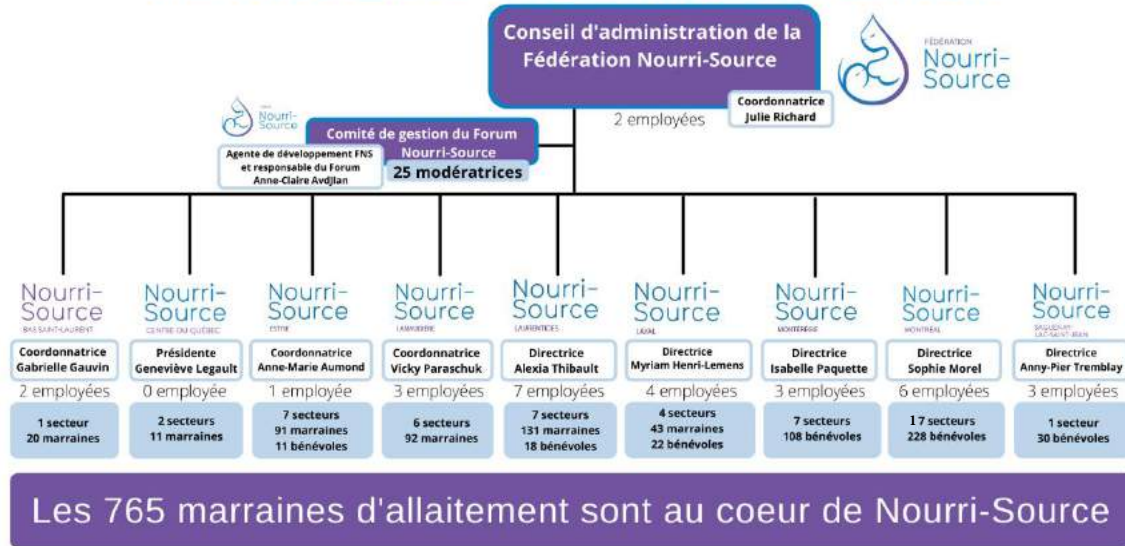 Conseil d'administration de la
Fédération Nourri-Source
FÉDÉRATION
Nourri-
Source
Coordonnatrice
Julie Richard
2 employées
Nourri-
Source
Comité de gestion du Forum
Nourri-Source
Agente de développement FNS
et responsable du Forum
Anne-Claire Avdjian
25 modératrices
Nourri-
Source
BAS SAINT-LAURENT
Coordonnatrice
Gabrielle Gauvin
2 employées
1 secteur
20 marraines
Nourri-
Source
CENTRE-DU-QUÉBEC
Présidente
Geneviève Legault
0 employée
2 secteurs
11 marraines
Nourri-
Source
ESTRIE
Coordonnatrice
Anne-Marie Aumond
1 employée
7 secteurs
91 marraines
11 bénévoles
Nourri-
Source
LANAUDIÈRE
Coordonnatrice
Vicky Paraschuk
3 employées
6 secteurs
92 marraines
Nourri-
Source
LAURENTIDES
Directrice
Alexia Thibault
7 employées
7 secteurs
131 marraines
18 bénévoles
Nourri-
Source
LAVAL
Directrice
Myriam Henri-Lemens
4 employées
4 secteurs
43 marraines
22 bénévoles
Nourri-
Source
MONTÉRÉGIE
Directrice
Isabelle Paquette
3 employées
7 secteurs
108 bénévoles
Nourri-
Source
MONTRÉAL
Directrice
Sophie Morel
6 employées
17 secteurs
228 bénévoles
Nourri-
Source
SAGUENAY-
LAC-SAINT-JEAN
Directrice
Anny-Pier Tremblay
3 employées
1 secteur
30 bénévoles
Les 765 marraines d'allaitement sont au coeur de Nourri-Source